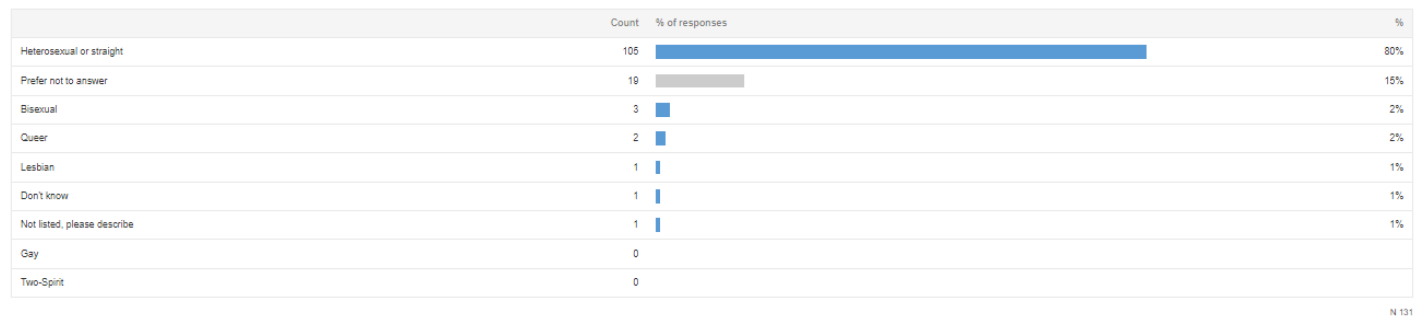 Count % of responses %
Heterosexual or straight 105 80%
Prefer not to answer 19 15%
Bisexual 3 2%
Queer 2 2%
Lesbian 1 1%
Don't know 1 1%
Not listed, please describe 1 1%
Gay 0
Two-Spirit 0
N 131